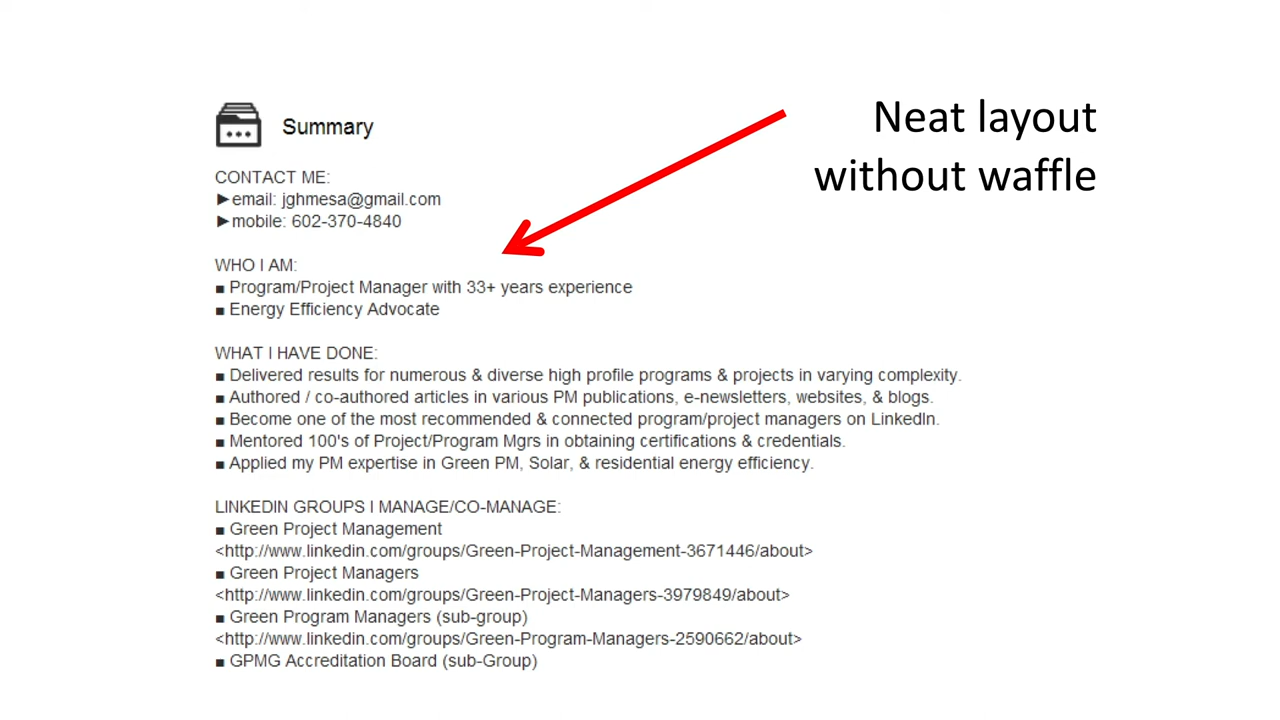 Neat layout
without waffle
Summary
CONTACT ME:
►email: jghmesa@gmail.com
►mobile: 602-370-4840
WHO I AM:
■ Program/Project Manager with 33+ years experience
■ Energy Efficiency Advocate
WHAT I HAVE DONE:
■ Delivered results for numerous & diverse high profile programs & projects in varying complexity.
■ Authored / co-authored articles in various PM publications, e-newsletters, websites, & blogs.
■ Become one of the most recommended & connected program/project managers on LinkedIn.
■ Mentored 100's of Project/Program Mgrs in obtaining certifications & credentials.
■ Applied my PM expertise in Green PM, Solar, & residential energy efficiency.
LINKEDIN GROUPS I MANAGE/CO-MANAGE:
■ Green Project Management
<http://www.linkedin.com/groups/Green-Project-Management-3671446/about>
■ Green Project Managers
<http://www.linkedin.com/groups/Green-Project-Managers-3979849/about>
■ Green Program Managers (sub-group)
<http://www.linkedin.com/groups/Green-Program-Managers-2590662/about>
■ GPMG Accreditation Board (sub-Group)